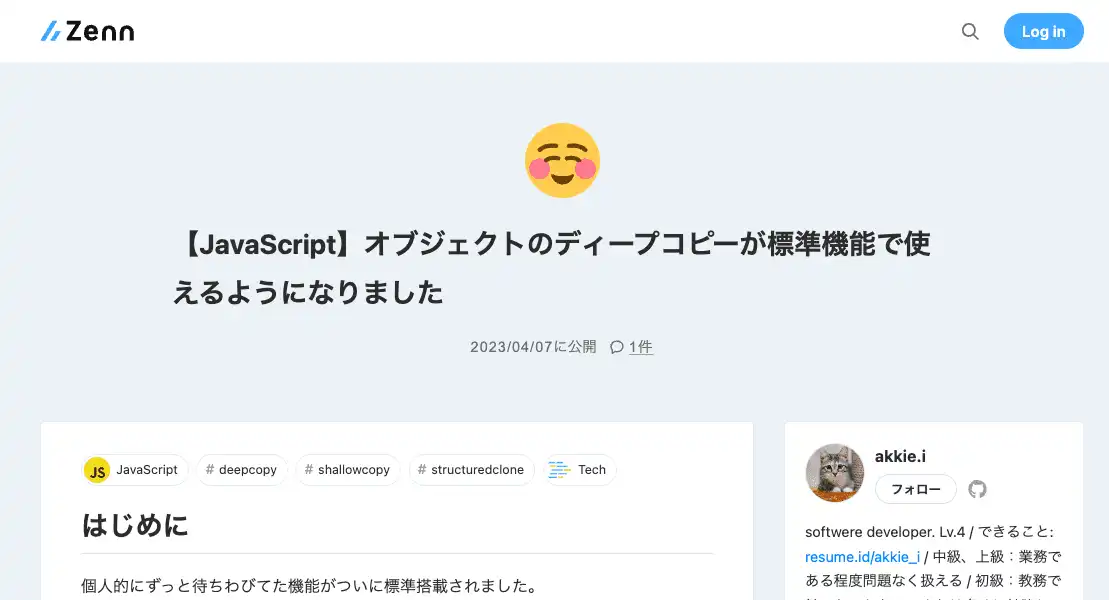 Zenn
Log in
【JavaScript】オブジェクトのディープコピーが標準機能で使
えるようになりました
2023/04/07に公開 1件
JS JavaScript # deepcopy # shallowcopy # structuredclone Tech
はじめに
個人的にずっと待ちわびてた機能がついに標準搭載されました。
akkie.i
フォロー
softwere developer. Lv.4 / できること:
resume.id/akkie_i / 中級、上級：業務で
ある程度問題なく扱える / 初級：教務で